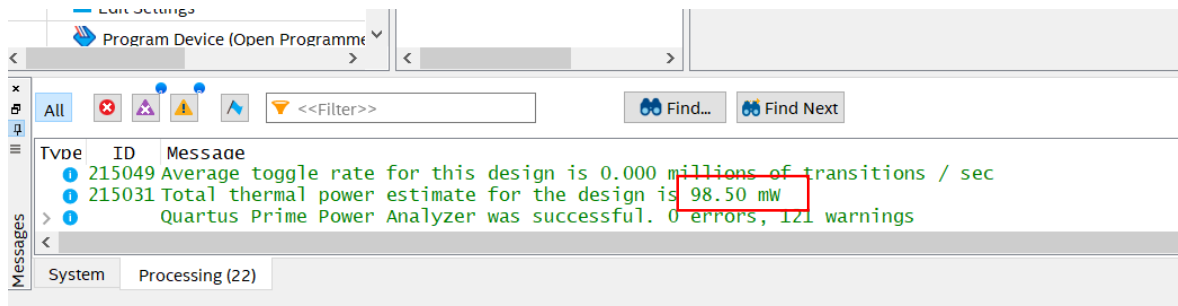 Edit Settings
Program Device (Open Programme
All
<<Filter>>
Find...
Find Next
Type ID Message
215049 Average toggle rate for this design is 0.000 millions of transitions / sec
215031 Total thermal power estimate for the design is 98.50 mW
Quartus Prime Power Analyzer was successful. 0 errors, 121 warnings
Messages
System Processing (22)